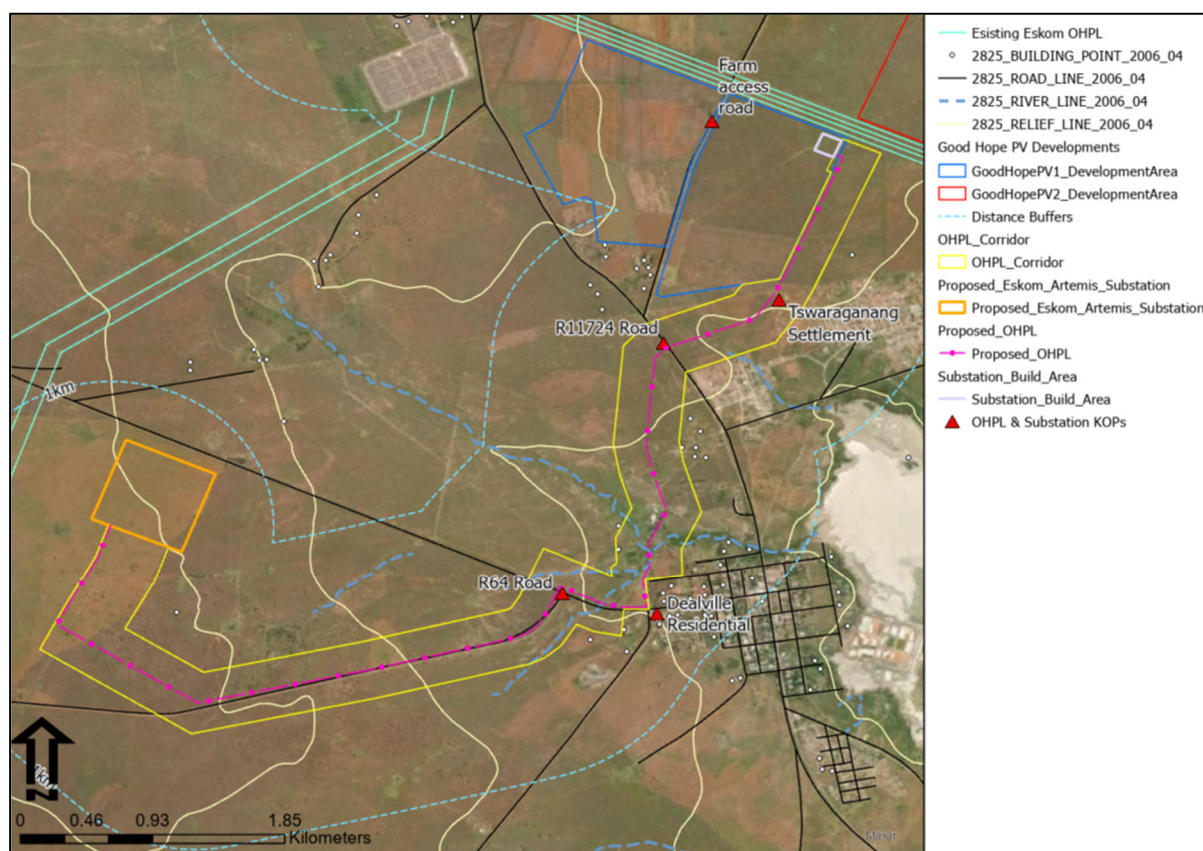 Farm
access
road
R11724 Road
Tswaraganang
Settlement
1km
R64 Road
Dealville
Residential
1km
N
0 0.46 0.93 1.85
Kilometers
Maxar
Esisting Eskom OHPL
2825_BUILDING_POINT_2006_04
2825_ROAD_LINE_2006_04
2825_RIVER_LINE_2006_04
2825_RELIEF_LINE_2006_04
Good Hope PV Developments
GoodHopePV1_DevelopmentArea
GoodHopePV2_DevelopmentArea
Distance Buffers
OHPL_Corridor
OHPL_Corridor
Proposed_Eskom_Artemis_Substation
Proposed_Eskom_Artemis_Substation
Proposed_OHPL
Proposed_OHPL
Substation_Build_Area
Substation_Build_Area
OHPL & Substation KOPs